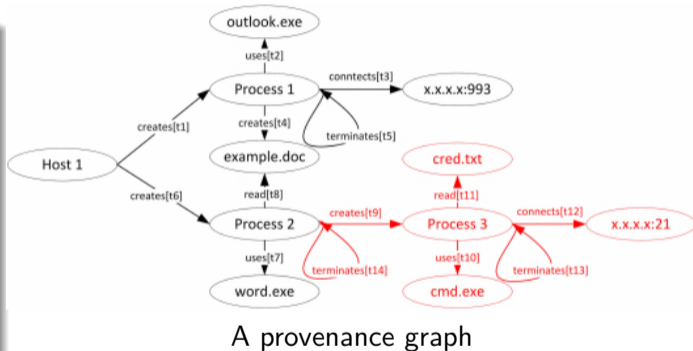 outlook.exe
uses[t2]
Process 1
conntects[t3]
x.x.x.x:993
creates[t1]
creates[t4]
terminates[t5]
Host 1
example.doc
cred.txt
creates[t6]
read[t8]
read[t11]
Process 2
creates[t9]
Process 3
connects[t12]
x.x.x.x:21
uses[t7]
terminates[t14]
uses[t10]
terminates[t13]
word.exe
cmd.exe
A provenance graph